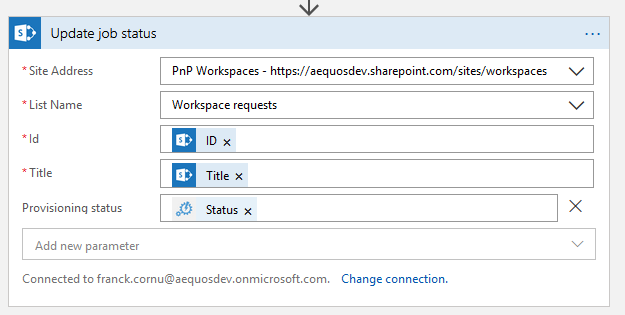 Update job status
* Site Address PnP Workspaces - https://aequosdev.sharepoint.com/sites/workspaces
* List Name Workspace requests
* Id ID ×
* Title Title ×
Provisioning status Status ×
Add new parameter
Connected to franck.cornu@aequosdev.onmicrosoft.com. Change connection.